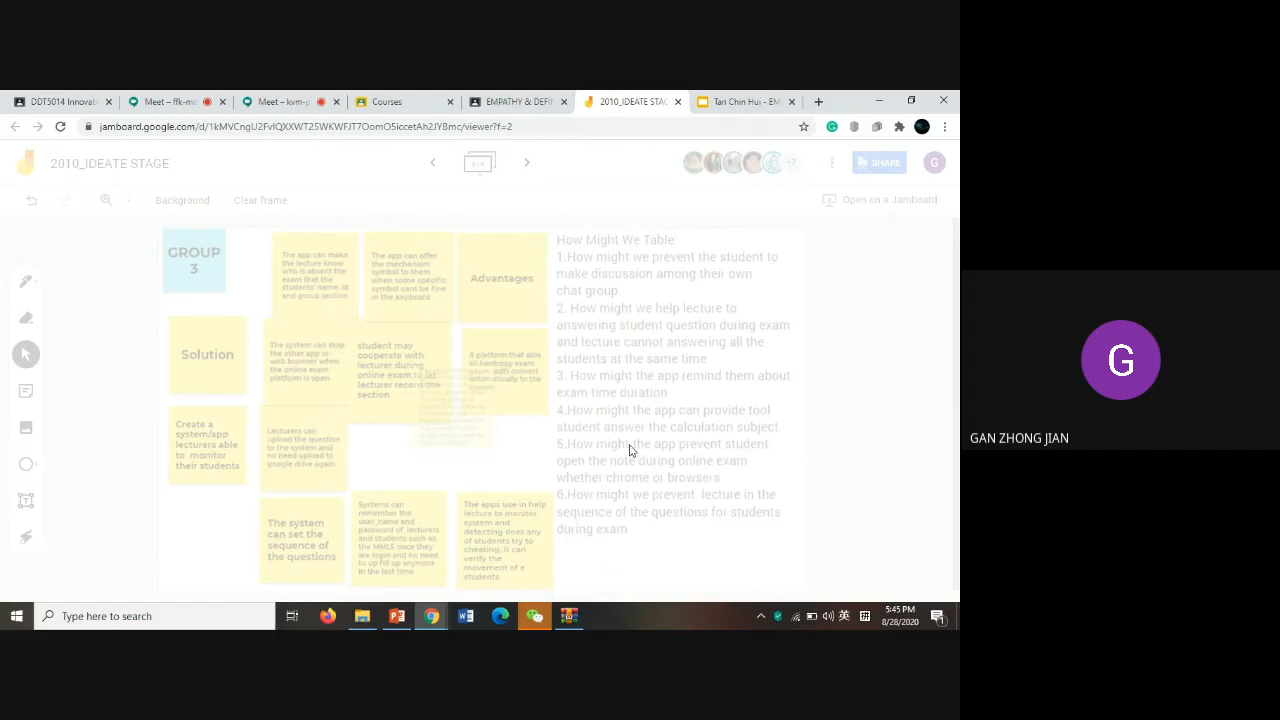 DDT5014 Innovati
Meet – ffk-m
Meet – kvm-p
Courses
EMPATHY & DEFI
2010_IDEATE STAG
Tan Chin Hui - EM
jamboard.google.com/d/1kMVCngU2FvIQXXWT25WKWFJT7OomO5iccetAh2JYBmc/viewer?f=2
2010_IDEATE STAGE
+7
SHARE
G
Background
Clear frame
Open on a Jamboard
GROUP
3
The app can make
the lecture know
who is absent the
exam that the
students' name, id
and group section
The app can offer
the mechanism
symbol to them
when some specific
symbol cant be fine
in the keyboard
Advantages
Solution
The system can stop
the other app or
web browser when
the online exam
platform is open.
student may
cooperate with
lecturer during
online exam to let
lecturer record the
section
A platform that able
all hardcopy exam
paper (pdf) convert
automatically to the
system
Create a
system/app
lecturers able
to monitor
their students
Lecturers can
upload the question
to the system and
no need upload to
google drive again
The system
can set the
sequence of
the questions
Systems can
remember the
user_name and
password of lecturers
and students such as
the MMLS once they
are login and no need
to up fill up anymore
in the last time
The apps use in help
lecture to monitor
system and
detecting does any
of students try to
cheating, it can
verify the
movement of a
students
How Might We Table:
1.How might we prevent the student to
make discussion among their own
chat group.
2. How might we help lecture to
answering student question during exam
and lecture cannot answering all the
students at the same time
3. How might the app remind them about
exam time duration
4.How might the app can provide tool
student answer the calculation subject
5.How might the app prevent student
open the note during online exam
whether chrome or browsers
6.How might we prevent lecture in the
sequence of the questions for students
during exam
G
GAN ZHONG JIAN
Type here to search
英
5:45 PM
8/28/2020